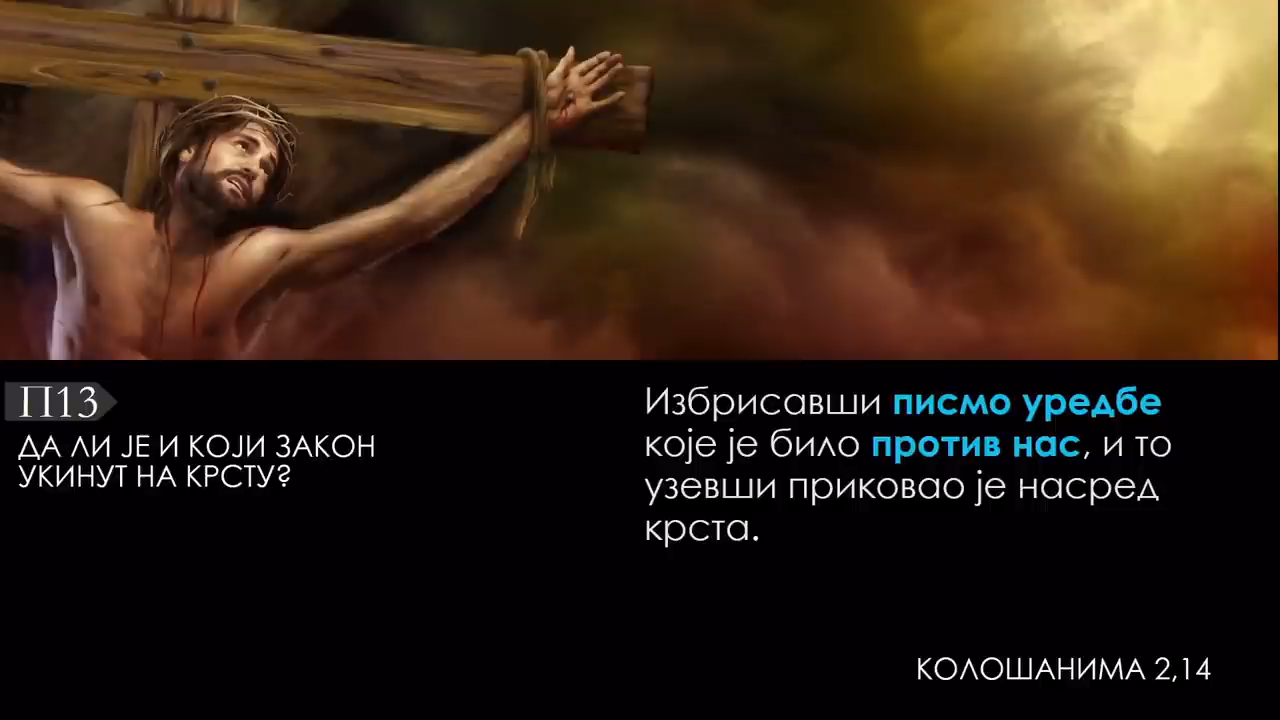 П13
ДА ЛИ ЈЕ И КОЈИ ЗАКОН
УКИНУТ НА КРСТУ?
Избрисавши писмо уредбе
које је било против нас, и то
узевши приковао је насред
крста.
КОЛОШАНИМА 2,14